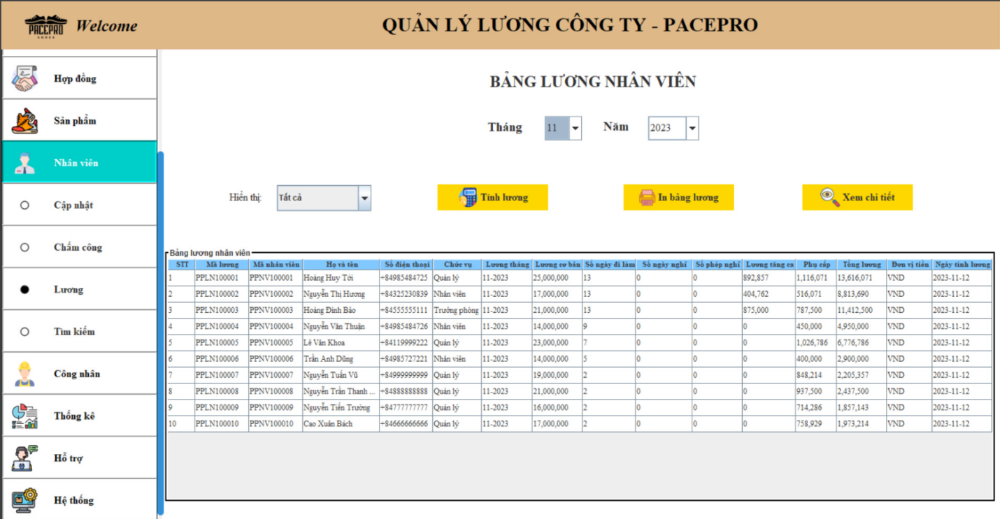 PACEPRO
SHOES
Welcome
QUẢN LÝ LƯƠNG CÔNG TY - PACEPRO
Hợp đồng
Sản phẩm
Nhân viên
Cập nhật
Chấm công
Lương
Tìm kiếm
Công nhân
Thống kê
Hỗ trợ
Hệ thống
BẢNG LƯƠNG NHÂN VIÊN
Tháng 11 Năm 2023
Hiển thị: Tất cả Tính lương In bảng lương Xem chi tiết
Bảng lương nhân viên
STT Mã lương Mã nhân viên Họ và tên Số điện thoại Chức vụ Lương tháng Lương cơ bản Số ngày đi làm Số ngày nghỉ Số phép nghỉ Lương tăng ca Phụ cấp Tổng lương Đơn vị tiền Ngày tính lương
1 PPLN100001 PPNV100001 Hoàng Huy Tới +84985484725 Quản lý 11-2023 25,000,000 13 0 0 892,857 1,116,071 13,616,071 VND 2023-11-12
2 PPLN100002 PPNV100002 Nguyễn Thị Hương +84325230839 Nhân viên 11-2023 17,000,000 13 0 0 404,762 516,071 8,813,690 VND 2023-11-12
3 PPLN100003 PPNV100003 Hoàng Đình Bảo +84555555111 Trưởng phòng 11-2023 21,000,000 13 0 0 875,000 787,500 11,412,500 VND 2023-11-12
4 PPLN100004 PPNV100004 Nguyễn Văn Thuận +84985484726 Nhân viên 11-2023 14,000,000 9 0 0 0 450,000 4,950,000 VND 2023-11-12
5 PPLN100005 PPNV100005 Lê Văn Khoa +84119999222 Quản lý 11-2023 23,000,000 7 0 0 0 1,026,786 6,776,786 VND 2023-11-12
6 PPLN100006 PPNV100006 Trần Anh Dũng +84985727221 Nhân viên 11-2023 14,000,000 5 0 0 0 400,000 2,900,000 VND 2023-11-12
7 PPLN100007 PPNV100007 Nguyễn Tuấn Vũ +84999999999 Quản lý 11-2023 19,000,000 2 0 0 0 848,214 2,205,357 VND 2023-11-12
8 PPLN100008 PPNV100008 Nguyễn Trần Thanh ... +84888888888 Quản lý 11-2023 21,000,000 2 0 0 0 937,500 2,437,500 VND 2023-11-12
9 PPLN100009 PPNV100009 Nguyễn Tiến Trường +84777777777 Quản lý 11-2023 16,000,000 2 0 0 0 714,286 1,857,143 VND 2023-11-12
10 PPLN100010 PPNV100010 Cao Xuân Bách +84666666666 Quản lý 11-2023 17,000,000 2 0 0 0 758,929 1,973,214 VND 2023-11-12